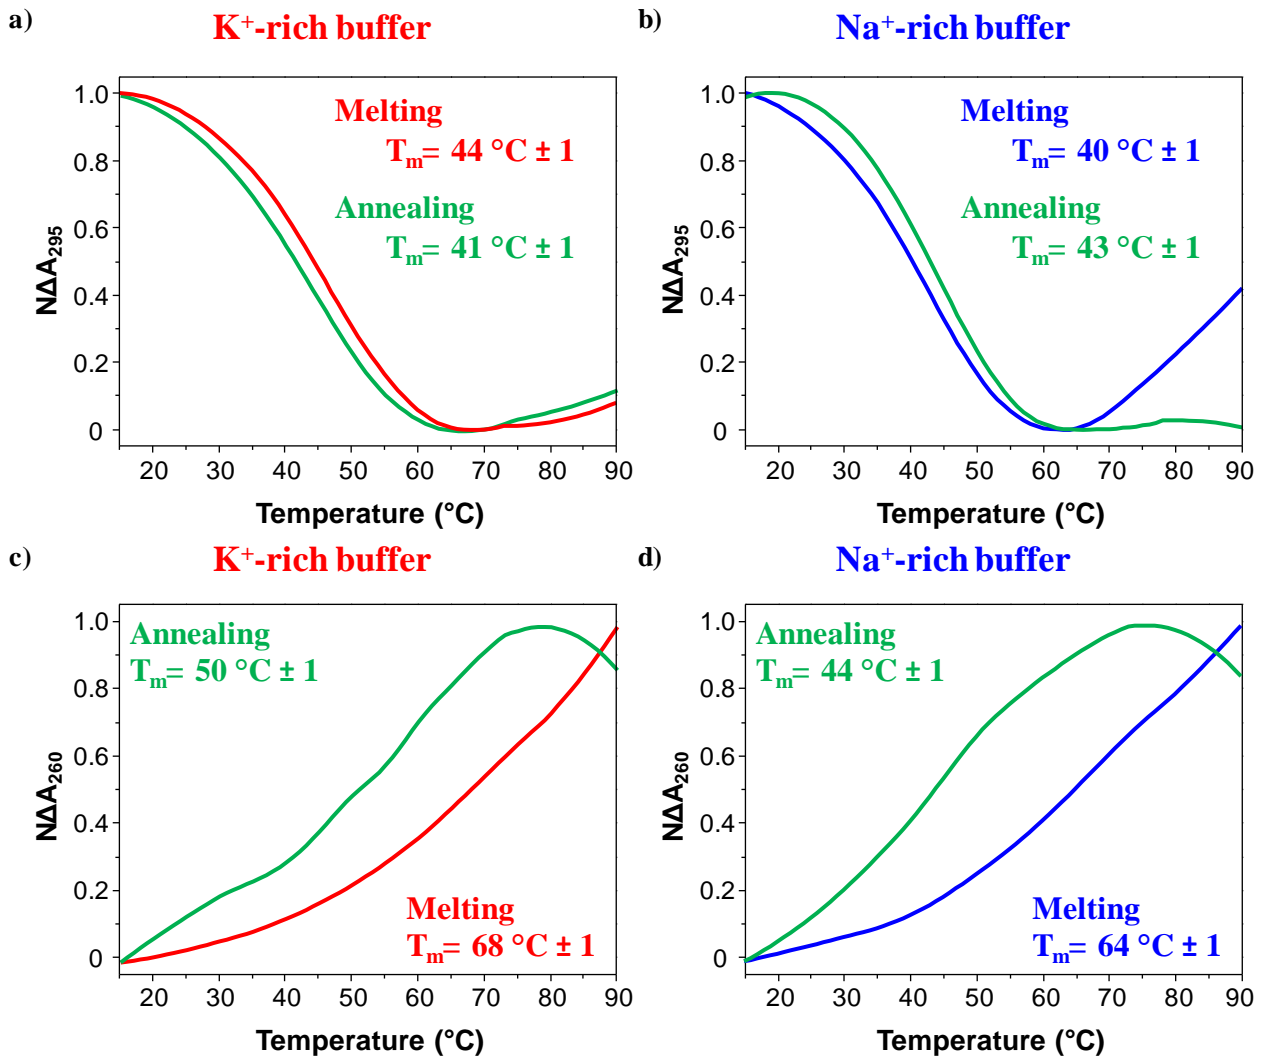 a)
K⁺-rich buffer
1.0
0.8
0.6
0.4
0.2
0
NΔA₂₉₅
Melting
Tₘ= 44 °C ± 1
Annealing
Tₘ= 41 °C ± 1
20 30 40 50 60 70 80 90
Temperature (°C)
b)
Na⁺-rich buffer
1.0
0.8
0.6
0.4
0.2
0
NΔA₂₉₅
Melting
Tₘ= 40 °C ± 1
Annealing
Tₘ= 43 °C ± 1
20 30 40 50 60 70 80 90
Temperature (°C)
c)
K⁺-rich buffer
1.0
0.8
0.6
0.4
0.2
0
NΔA₂₆₀
Annealing
Tₘ= 50 °C ± 1
Melting
Tₘ= 68 °C ± 1
20 30 40 50 60 70 80 90
Temperature (°C)
d)
Na⁺-rich buffer
1.0
0.8
0.6
0.4
0.2
0
NΔA₂₆₀
Annealing
Tₘ= 44 °C ± 1
Melting
Tₘ= 64 °C ± 1
20 30 40 50 60 70 80 90
Temperature (°C)